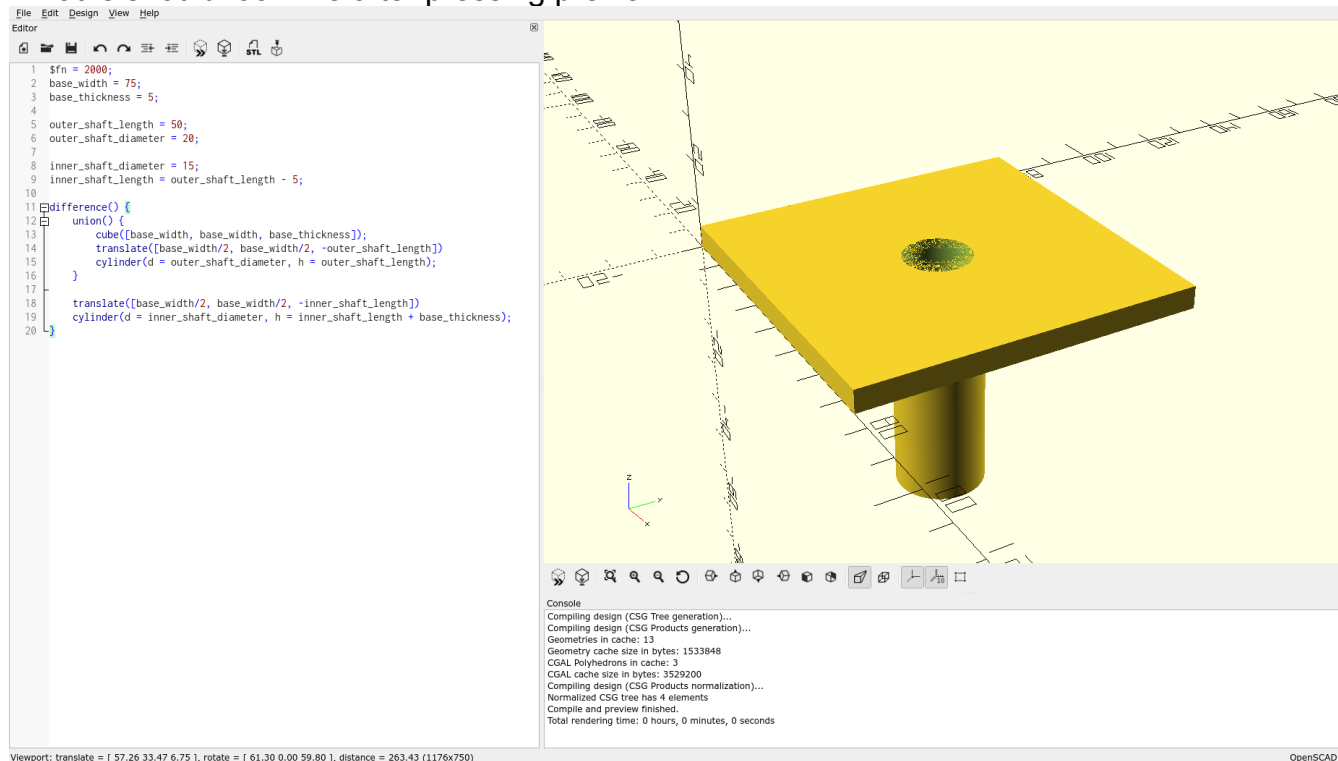 File Edit Design View Help
Editor
STL
1 $fn = 2000;
2 base_width = 75;
3 base_thickness = 5;
4
5 outer_shaft_length = 50;
6 outer_shaft_diameter = 20;
7
8 inner_shaft_diameter = 15;
9 inner_shaft_length = outer_shaft_length - 5;
10
11 difference() {
12 union() {
13 cube([base_width, base_width, base_thickness]);
14 translate([base_width/2, base_width/2, -outer_shaft_length])
15 cylinder(d = outer_shaft_diameter, h = outer_shaft_length);
16 }
17
18 translate([base_width/2, base_width/2, -inner_shaft_length])
19 cylinder(d = inner_shaft_diameter, h = inner_shaft_length + base_thickness);
20 }
z
y
x
10
Console
Compiling design (CSG Tree generation)...
Compiling design (CSG Products generation)...
Geometries in cache: 13
Geometry cache size in bytes: 1533848
CGAL Polyhedrons in cache: 3
CGAL cache size in bytes: 3529200
Compiling design (CSG Products normalization)...
Normalized CSG tree has 4 elements
Compile and preview finished.
Total rendering time: 0 hours, 0 minutes, 0 seconds
Viewport: translate = [ 57.26 33.47 6.75 ], rotate = [ 61.30 0.00 59.80 ], distance = 263.43 (1176x750)
OpenSCAD